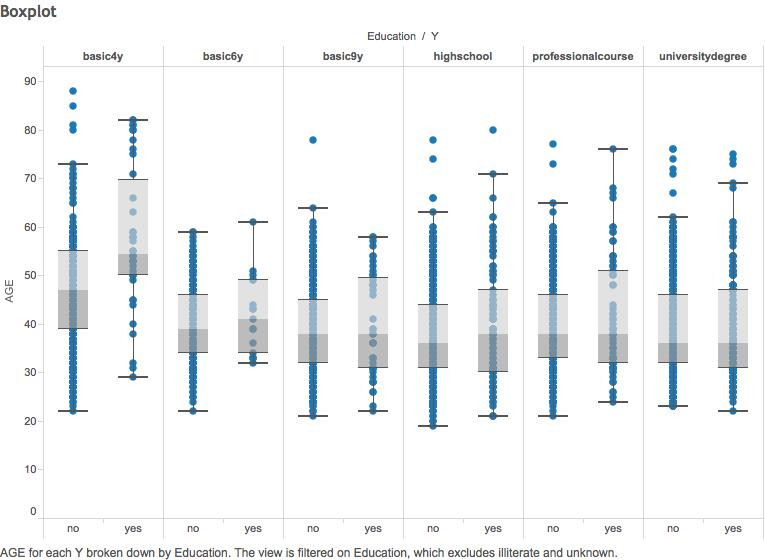 Boxplot
Education / Y
basic4y basic6y basic9y highschool professionalcourse universitydegree
90
80
70
60
50
40
30
20
10
0
AGE
no yes no yes no yes no yes no yes no yes
AGE for each Y broken down by Education. The view is filtered on Education, which excludes illiterate and unknown.